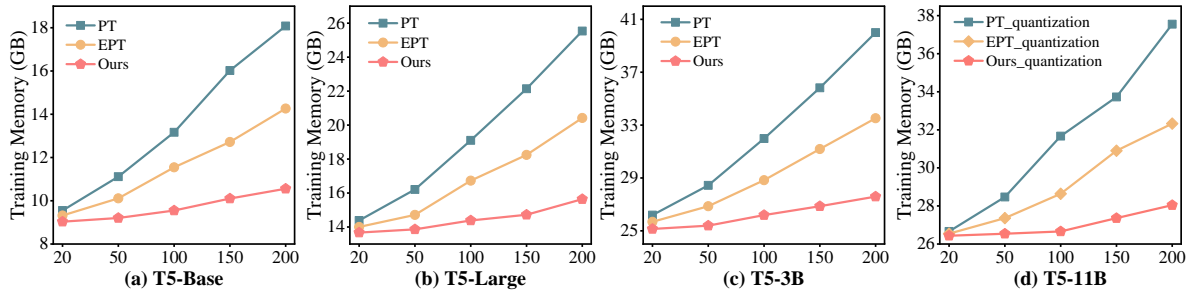 Training Memory (GB)
18
16
14
12
10
8
PT
EPT
Ours
20 50 100 150 200
(a) T5-Base
Training Memory (GB)
26
24
22
20
18
16
14
PT
EPT
Ours
20 50 100 150 200
(b) T5-Large
Training Memory (GB)
41
37
33
29
25
PT
EPT
Ours
20 50 100 150 200
(c) T5-3B
Training Memory (GB)
38
36
34
32
30
28
26
PT_quantization
EPT_quantization
Ours_quantization
20 50 100 150 200
(d) T5-11B